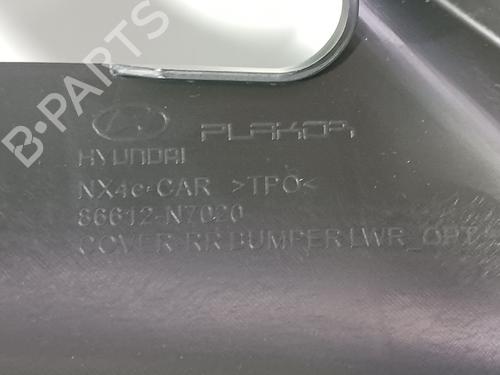 B-PARTS
PLAKOR
HYUNDAI
NX4e-CAR >TPO<
86612-N7020
COVER-RR BUMPER LWR_OPT